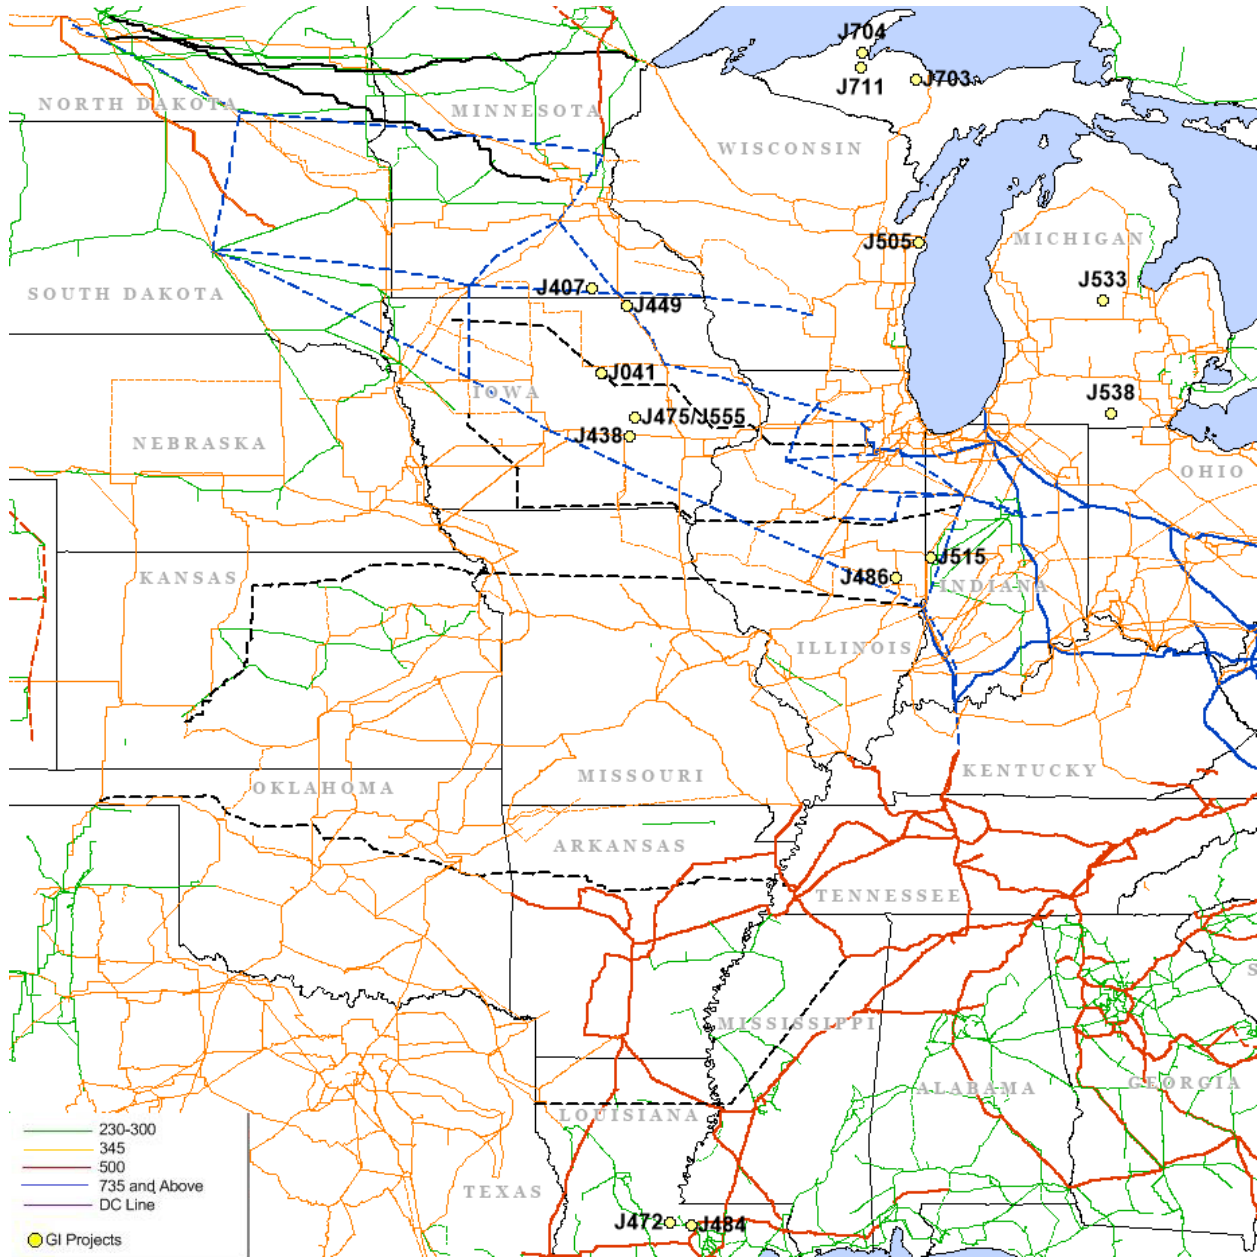 J704
J711
J703
NORTH DAKOTA
MINNESOTA
WISCONSIN
J505
MICHIGAN
J533
SOUTH DAKOTA
J407
J449
J041
IOWA
J538
J475/J555
J438
NEBRASKA
OHIO
KANSAS
J515
J486
INDIANA
ILLINOIS
MISSOURI
KENTUCKY
OKLAHOMA
ARKANSAS
TENNESSEE
S
MISSISSIPPI
ALABAMA
GEORGIA
LOUISIANA
TEXAS
J472
J484
230-300
345
500
735 and Above
DC Line
GI Projects